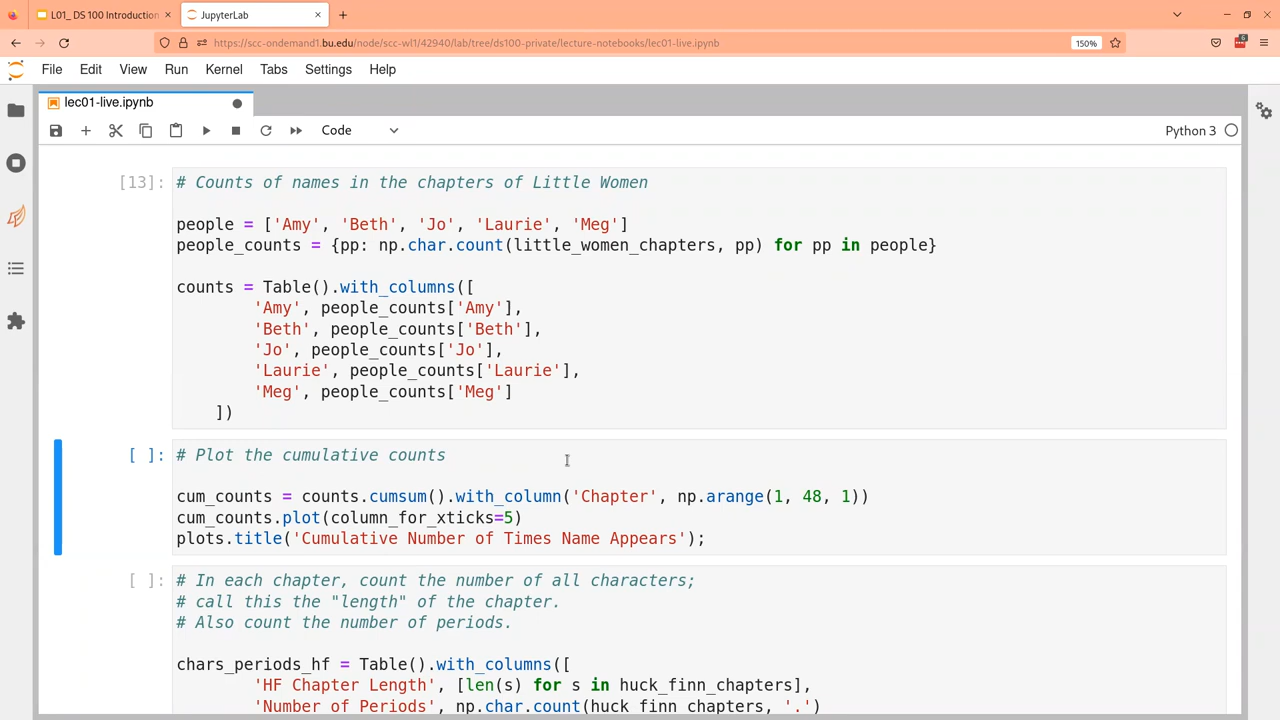 L01_ DS 100 Introduction
JupyterLab
https://scc-ondemand1.bu.edu/node/scc-wl1/42940/lab/tree/ds100-private/lecture-notebooks/lec01-live.ipynb
150%
6
File Edit View Run Kernel Tabs Settings Help
lec01-live.ipynb
Code
Python 3
[13]: # Counts of names in the chapters of Little Women
people = ['Amy', 'Beth', 'Jo', 'Laurie', 'Meg']
people_counts = {pp: np.char.count(little_women_chapters, pp) for pp in people}
counts = Table().with_columns([
'Amy', people_counts['Amy'],
'Beth', people_counts['Beth'],
'Jo', people_counts['Jo'],
'Laurie', people_counts['Laurie'],
'Meg', people_counts['Meg']
])
[ ]: # Plot the cumulative counts
cum_counts = counts.cumsum().with_column('Chapter', np.arange(1, 48, 1))
cum_counts.plot(column_for_xticks=5)
plots.title('Cumulative Number of Times Name Appears');
[ ]: # In each chapter, count the number of all characters;
# call this the "length" of the chapter.
# Also count the number of periods.
chars_periods_hf = Table().with_columns([
'HF Chapter Length', [len(s) for s in huck_finn_chapters],
'Number of Periods', np.char.count(huck_finn_chapters, '.')